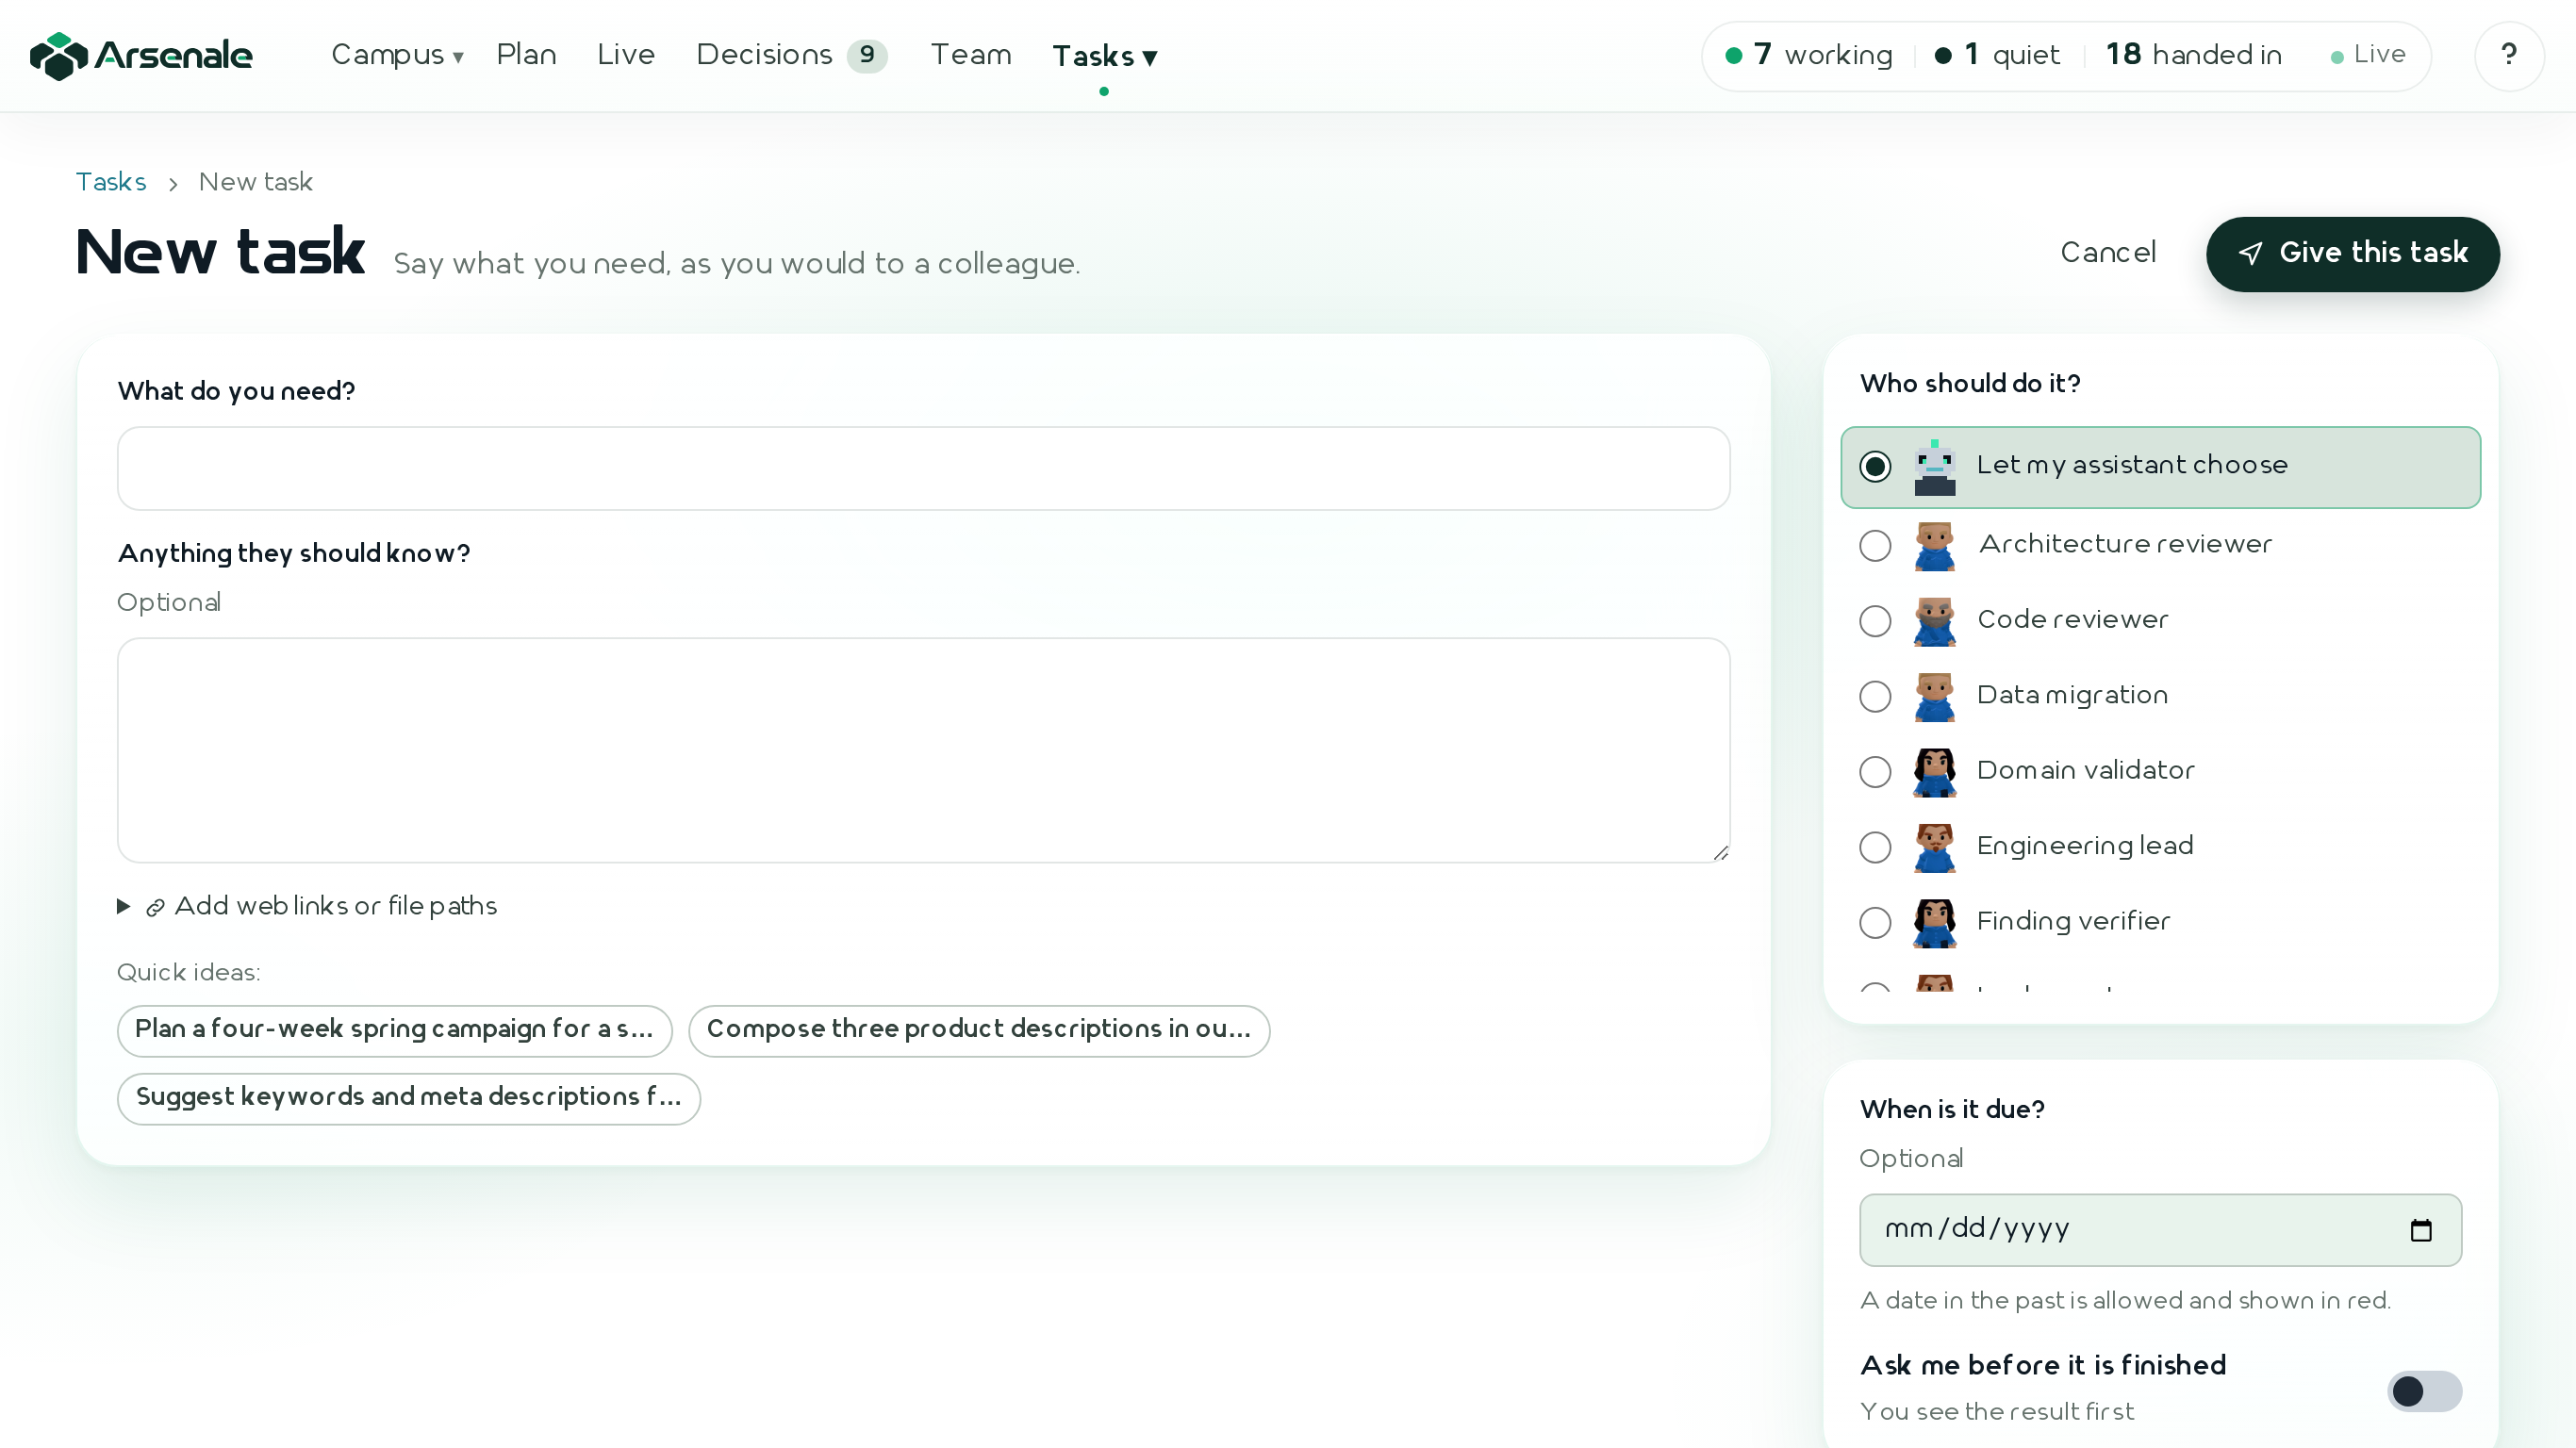 Arsenale
Campus ▾ Plan Live Decisions 9 Team Tasks ▾
7 working 1 quiet 18 handed in Live ?
Tasks > New task
New task Say what you need, as you would to a colleague.
Cancel Give this task
What do you need?
Anything they should know?
Optional
Add web links or file paths
Quick ideas:
Plan a four-week spring campaign for a s...
Compose three product descriptions in ou...
Suggest keywords and meta descriptions f...
Who should do it?
Let my assistant choose
Architecture reviewer
Code reviewer
Data migration
Domain validator
Engineering lead
Finding verifier
When is it due?
Optional
mm/dd/yyyy
A date in the past is allowed and shown in red.
Ask me before it is finished
You see the result first